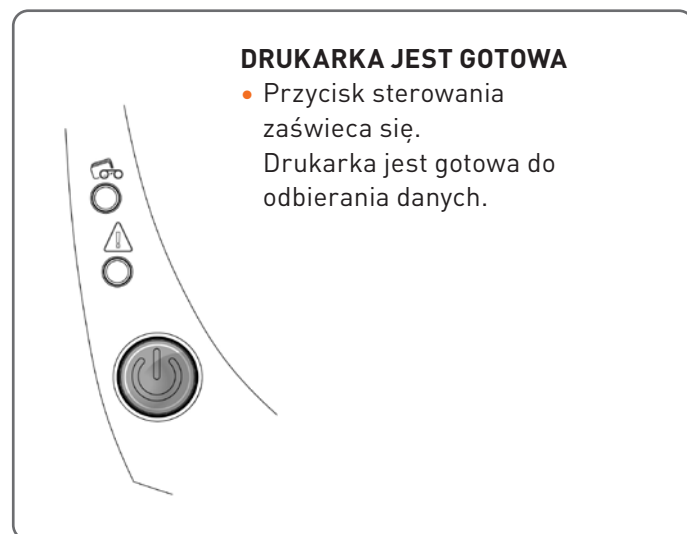 DRUKARKA JEST GOTOWA
• Przycisk sterowania
zaświeca się.
Drukarka jest gotowa do
odbierania danych.